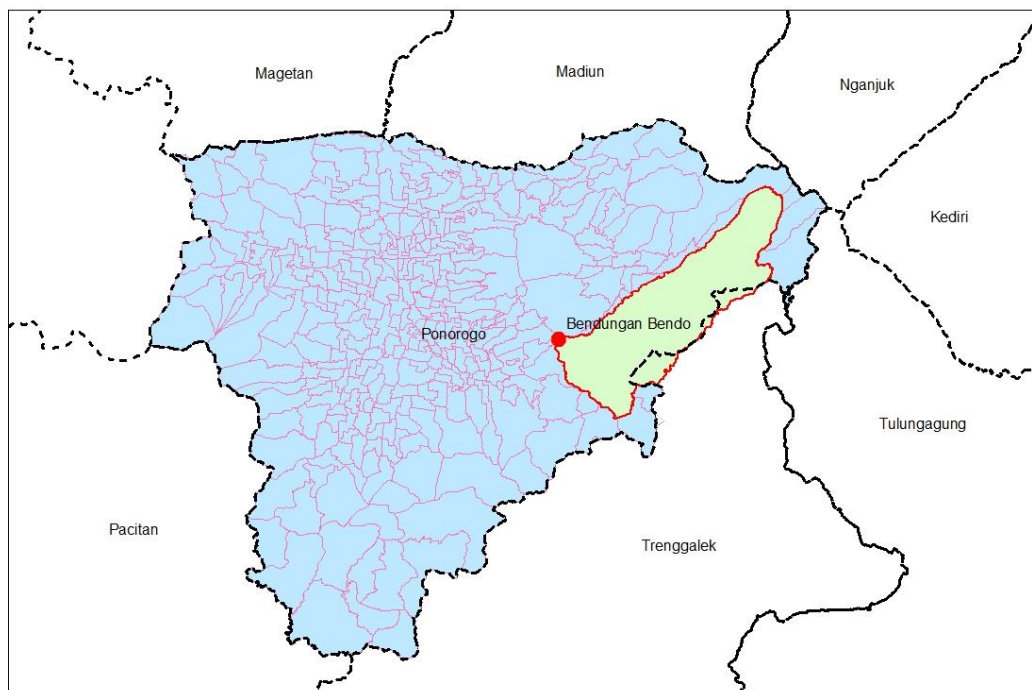 Magetan
Madiun
Nganjuk
Kediri
Bendungan Bendo
Ponorogo
Tulungagung
Pacitan
Trenggalek